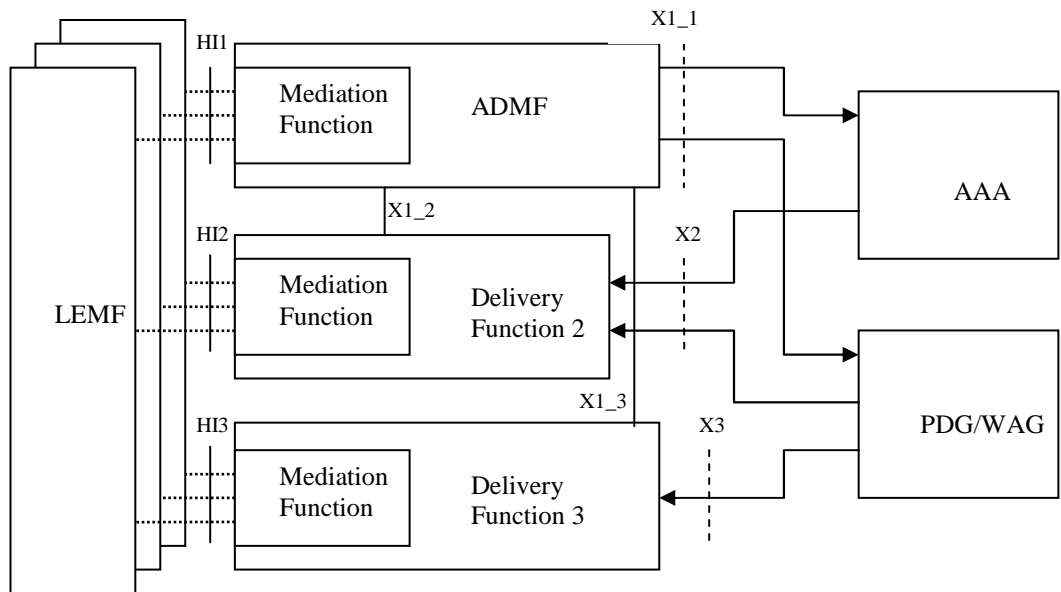 X1_1
HI1
Mediation
Function
ADMF
AAA
X1_2
HI2
X2
Mediation
Function
Delivery
Function 2
LEMF
X1_3
HI3
X3
PDG/WAG
Mediation
Function
Delivery
Function 3